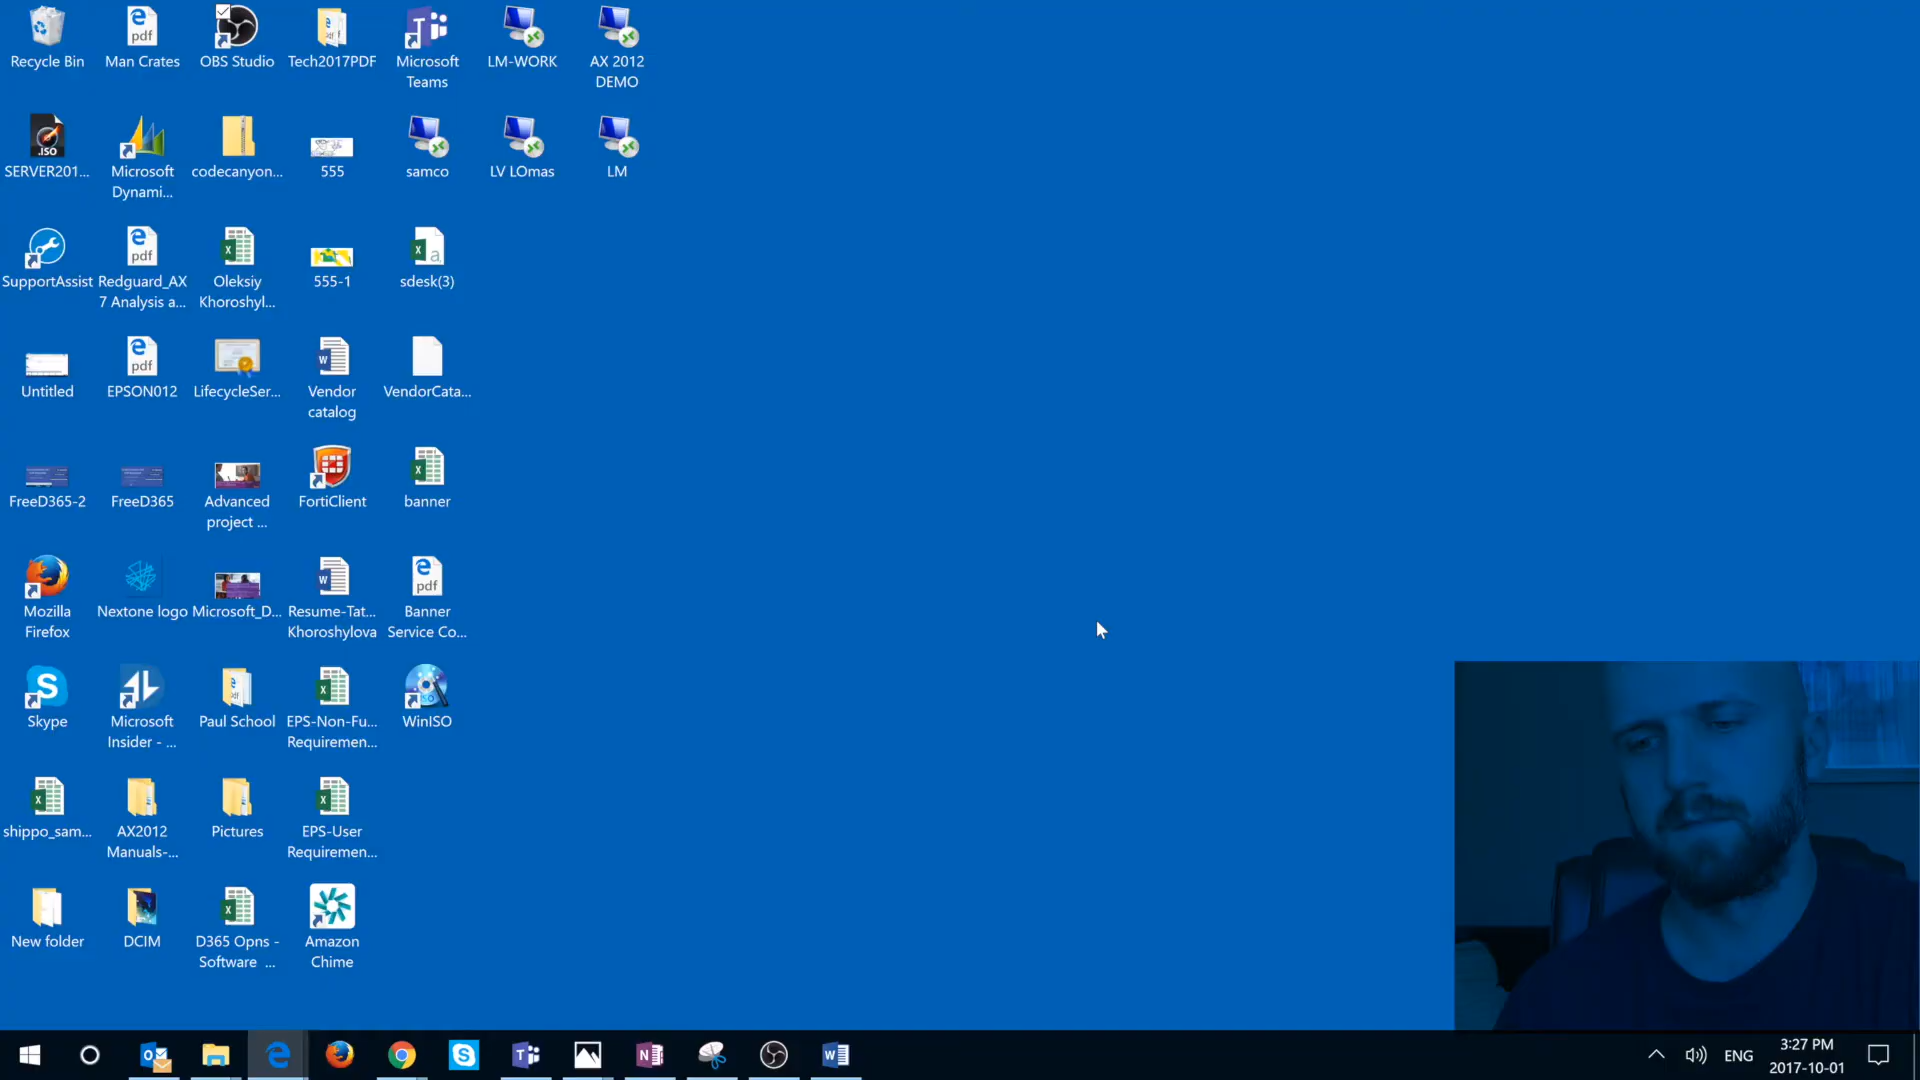 Recycle Bin
Man Crates
OBS Studio
Tech2017PDF
Microsoft
Teams
LM-WORK
AX 2012
DEMO
SERVER201...
Microsoft
Dynami...
codecanyon...
555
samco
LV LOmas
LM
SupportAssist
Redguard_AX
7 Analysis a...
Oleksiy
Khoroshyl...
555-1
sdesk(3)
Untitled
EPSON012
LifecycleSer...
Vendor
catalog
VendorCata...
FreeD365-2
FreeD365
Advanced
project ...
FortiClient
banner
Mozilla
Firefox
Nextone logo
Microsoft_D...
Resume-Tat...
Khoroshylova
Banner
Service Co...
Skype
Microsoft
Insider - ...
Paul School
EPS-Non-Fu...
Requiremen...
WinISO
shippo_sam...
AX2012
Manuals-...
Pictures
EPS-User
Requiremen...
New folder
DCIM
D365 Opns -
Software ...
Amazon
Chime
ENG
3:27 PM
2017-10-01